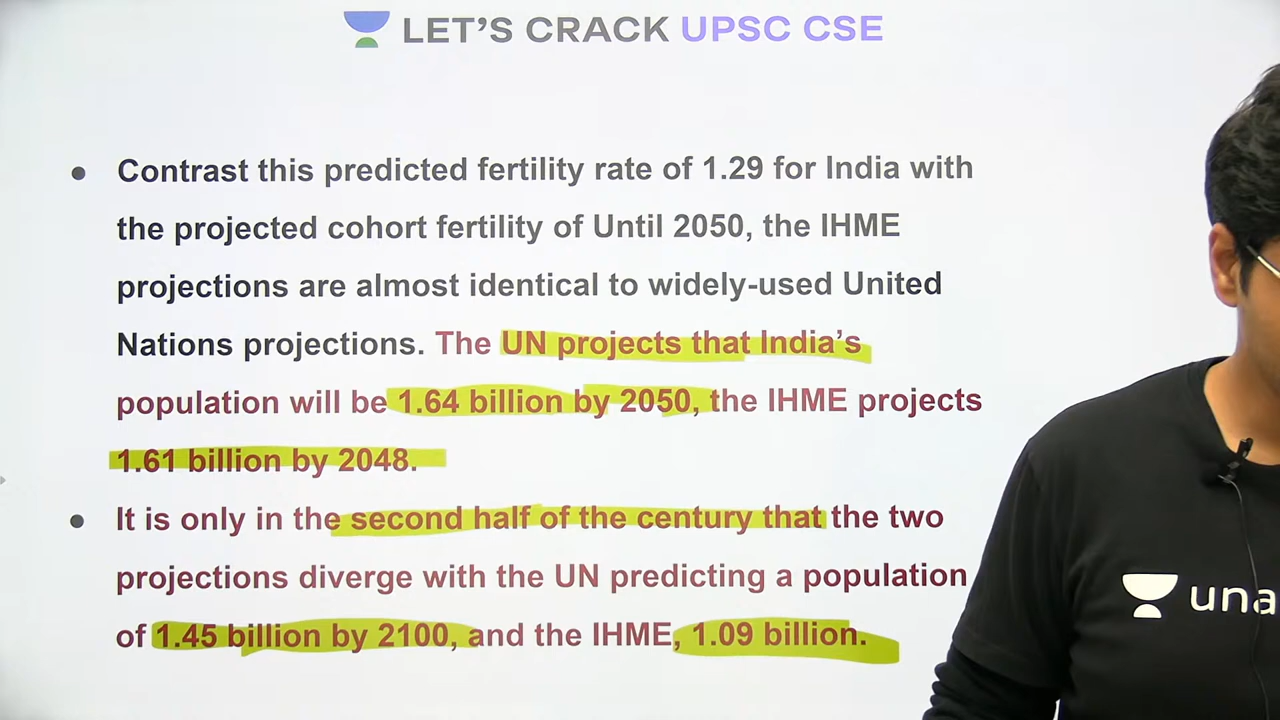 LET'S CRACK UPSC CSE
Contrast this predicted fertility rate of 1.29 for India with
the projected cohort fertility of Until 2050, the IHME
projections are almost identical to widely-used United
Nations projections. The UN projects that India's
population will be 1.64 billion by 2050, the IHME projects
1.61 billion by 2048.
It is only in the second half of the century that the two
projections diverge with the UN predicting a population
of 1.45 billion by 2100, and the IHME, 1.09 billion.
una